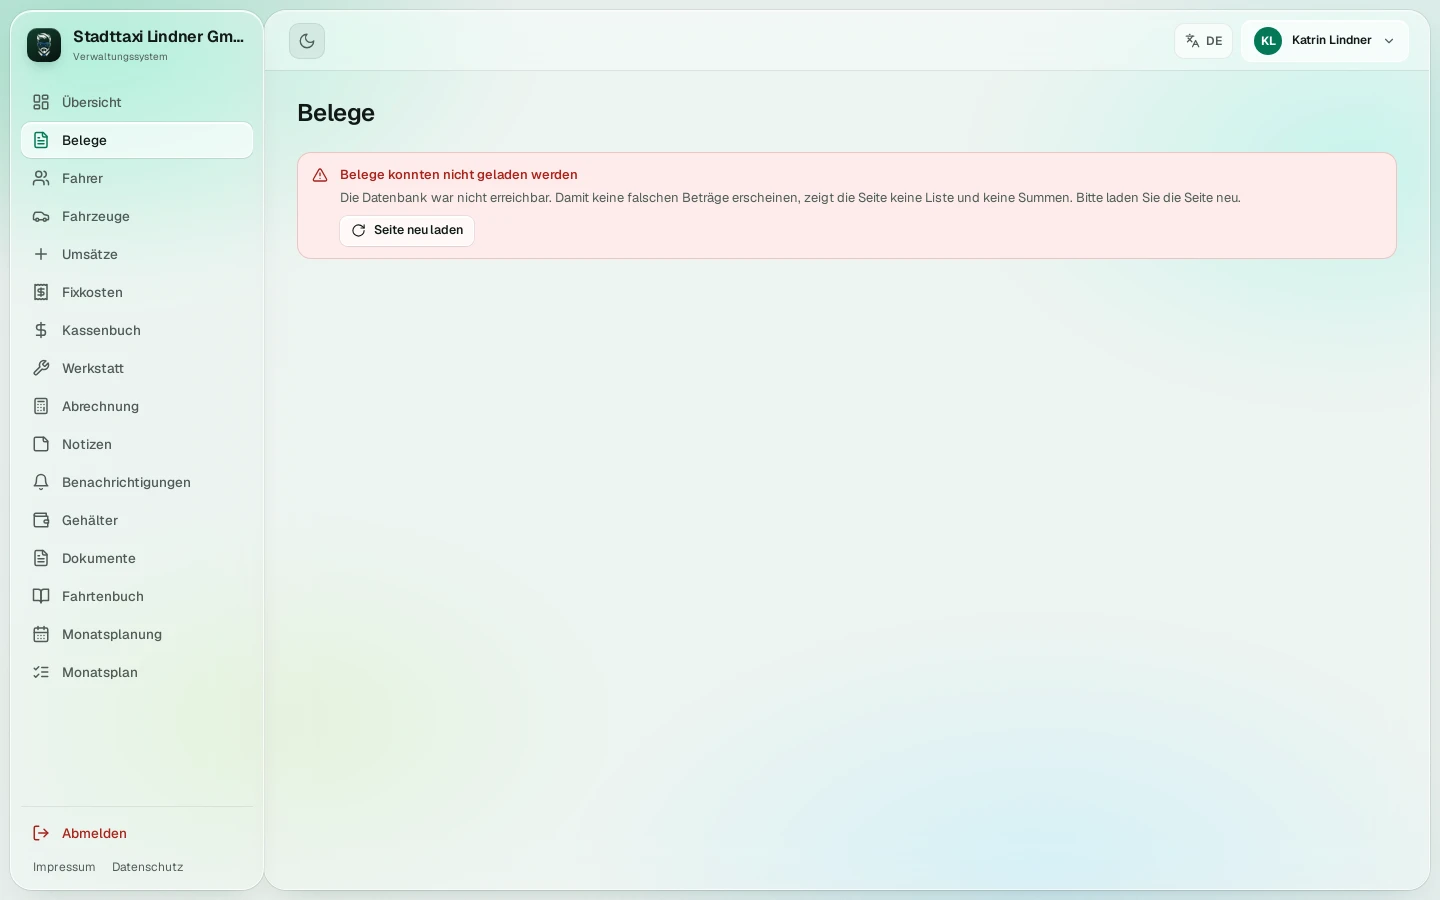 Stadttaxi Lindner Gm...
Verwaltungssystem
DE
KL
Katrin Lindner
Übersicht
Belege
Fahrer
Fahrzeuge
Umsätze
Fixkosten
Kassenbuch
Werkstatt
Abrechnung
Notizen
Benachrichtigungen
Gehälter
Dokumente
Fahrtenbuch
Monatsplanung
Monatsplan
Abmelden
Impressum Datenschutz
Belege
Belege konnten nicht geladen werden
Die Datenbank war nicht erreichbar. Damit keine falschen Beträge erscheinen, zeigt die Seite keine Liste und keine Summen. Bitte laden Sie die Seite neu.
Seite neu laden